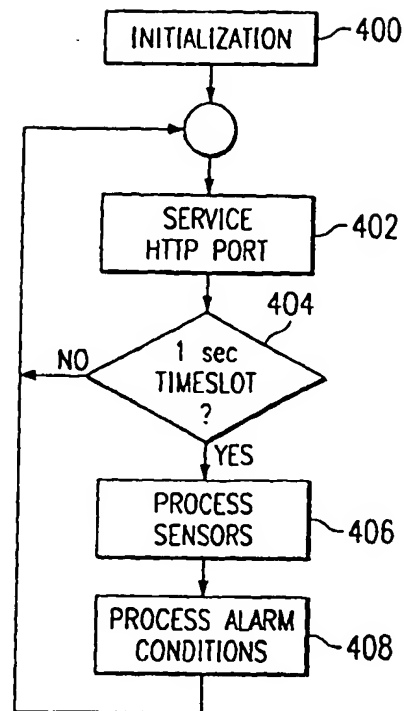 INITIALIZATION 400
SERVICE
HTTP PORT 402
404
1 sec
TIMESLOT
?
NO
YES
PROCESS
SENSORS 406
PROCESS ALARM
CONDITIONS 408